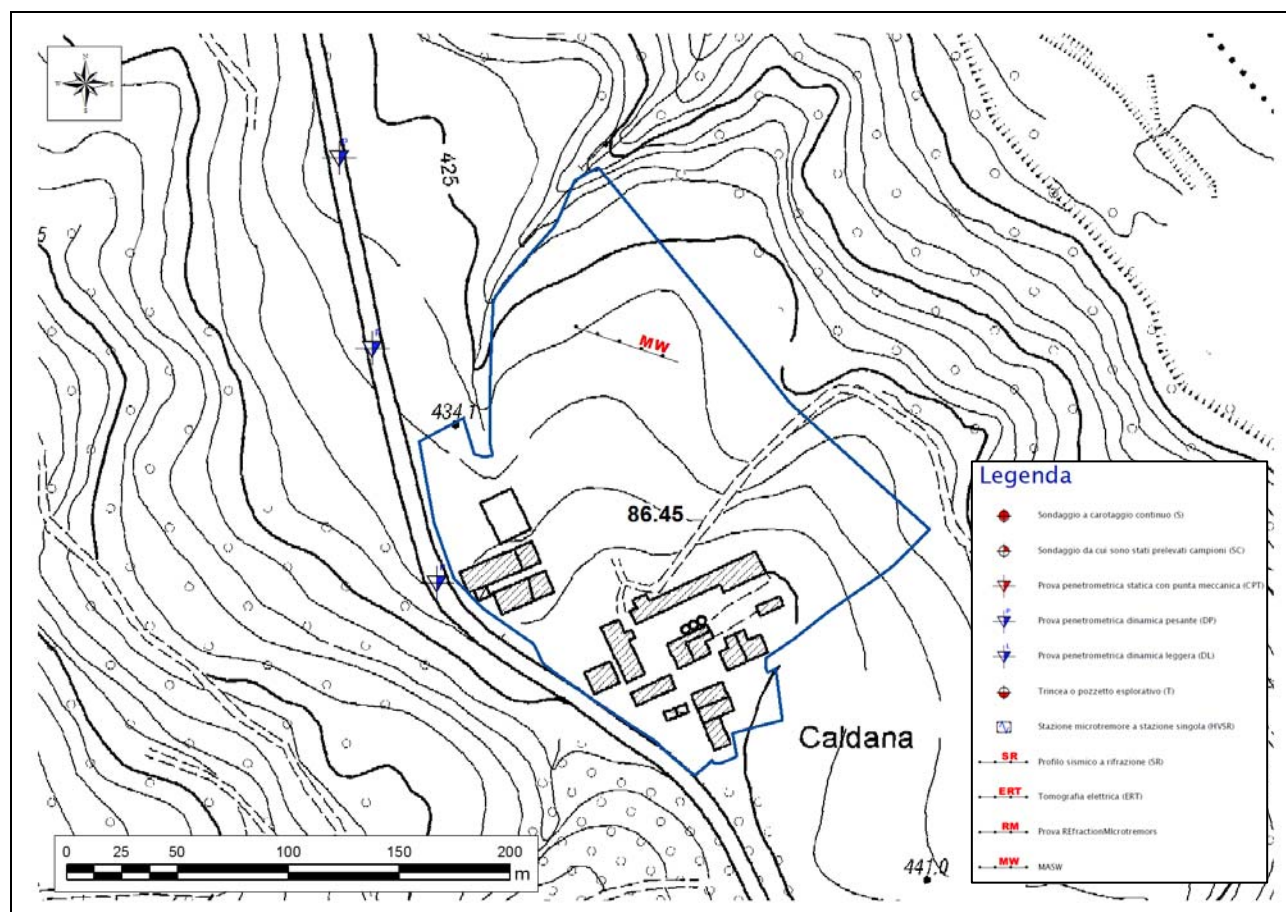 425
5
434.1
MW
86.45
Caldana
441.0
0 25 50 100 150 200
m
Legenda
Sondaggio a carotaggio continuo (S)
Sondaggio da cui sono stati prelevati campioni (SC)
Prova penetrometrica statica con punta meccanica (CPT)
Prova penetrometrica dinamica pesante (DP)
Prova penetrometrica dinamica leggera (DL)
Trincea o pozzetto esplorativo (T)
Stazione microtremore a stazione singola (HVSR)
SR Profilo sismico a rifrazione (SR)
ERT Tomografia elettrica (ERT)
RM Prova REfractionMIcrotremors
MW MASW